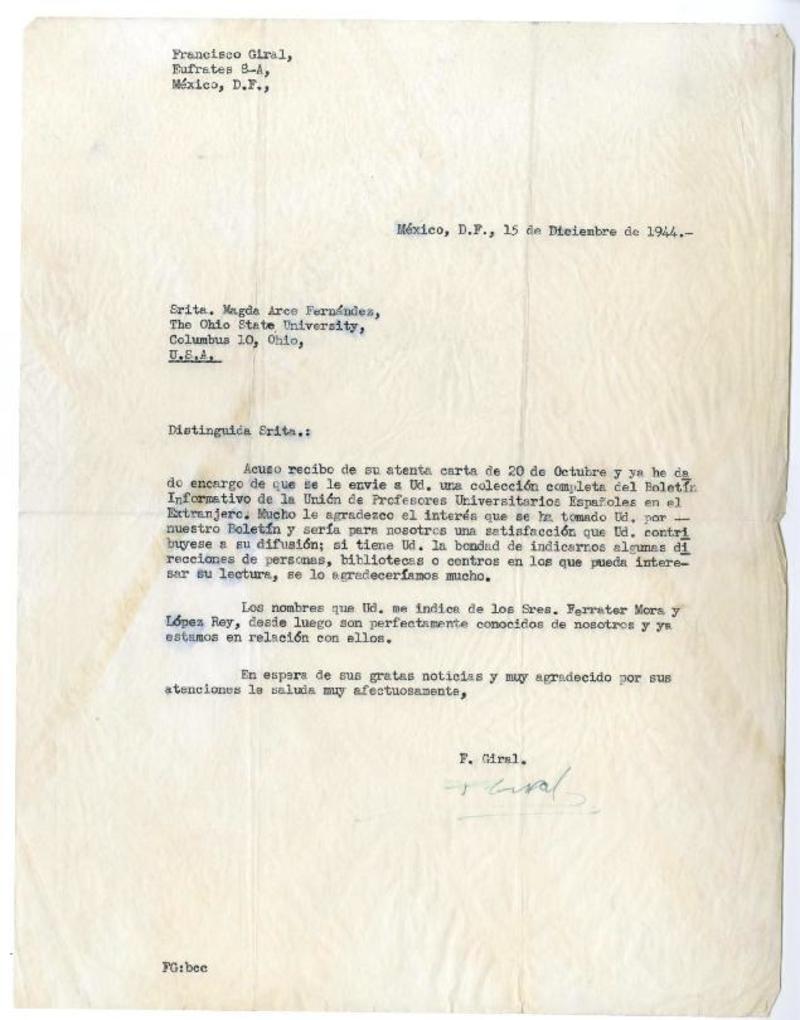 Francisco Giral,
Eufrates 8-A,
México, D.F.,
México, D.F., 15 de Diciembre de 1944.-
Srita. Magda Arce Fernández,
The Ohio State University,
Columbus 10, Ohio,
U.S.A.
Distinguida Srita.:
Acuso recibo de su atenta carta de 20 de Octubre y ya he da
do encargo de que se le envie a Ud. una colección completa del Boletín
Informativo de la Unión de Profesores Universitarios Españoles en el
Extranjero. Mucho le agradezco el interés que se ha tomado Ud. por —
nuestro Boletín y sería para nosotros una satisfacción que Ud. contri
buyese a su difusión; si tiene Ud. la bondad de indicarnos algunas di
recciones de personas, bibliotecas o centros en los que pueda intere-
sar su lectura, se lo agradeceríamos mucho.
Los nombres que Ud. me indica de los Sres. Ferrater Mora y
López Rey, desde luego son perfectamente conocidos de nosotros y ya
estamos en relación con ellos.
En espera de sus gratas noticias y muy agradecido por sus
atenciones le saluda muy afectuosamente,
F. Giral.
F Giral
FG:bcc